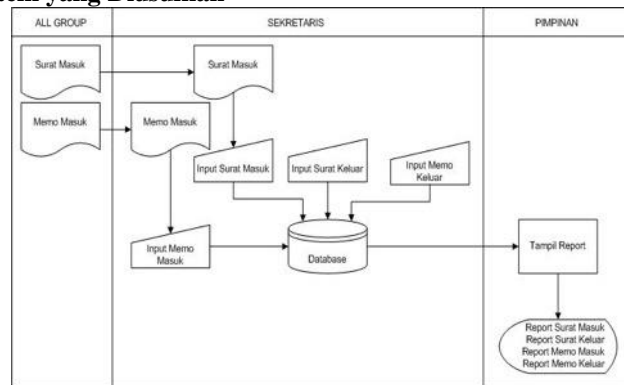 yang Diusulkan
ALL GROUP
SEKRETARIS
PIMPINAN
Surat Masuk
Surat Masuk
Memo Masuk
Memo Masuk
Input Surat Masuk
Input Surat Keluar
Input Memo
Keluar
Input Memo
Masuk
Database
Tampil Report
Report Surat Masuk
Report Surat Keluar
Report Memo Masuk
Report Memo Keluar